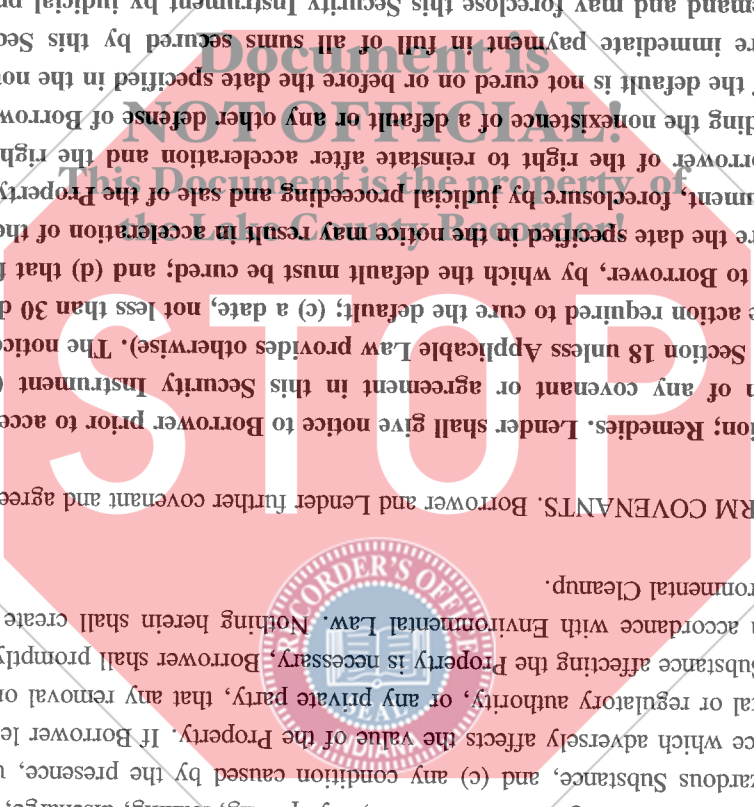 Document is
NOT OFFICIAL!
This Document is the property of
the Lake County Recorder!
STOP
RECORDER'S OFFICE
SEAL
INDIANA
leaking, discharge,
ardous Substance, and (c) any condition caused by the presence, u
ce which adversely affects the value of the Property. If Borrower le
tal or regulatory authority, or any private party, that any removal or
Substance affecting the Property is necessary, Borrower shall promptly
n accordance with Environmental Law. Nothing herein shall create
ronmental Cleanup.
RM COVENANTS. Borrower and Lender further covenant and agree
ion; Remedies. Lender shall give notice to Borrower prior to acce
h of any covenant or agreement in this Security Instrument (
Section 18 unless Applicable Law provides otherwise). The notice
e action required to cure the default; (c) a date, not less than 30 d
to Borrower, by which the default must be cured; and (d) that f
re the date specified in the notice may result in acceleration of the
ument, foreclosure by judicial proceeding and sale of the Property
orrower of the right to reinstate after acceleration and the righ
ding the nonexistence of a default or any other defense of Borrow
the default is not cured on or before the date specified in the no
re immediate payment in full of all sums secured by this Sec
emand and may foreclose this Security Instrument by judicial pr